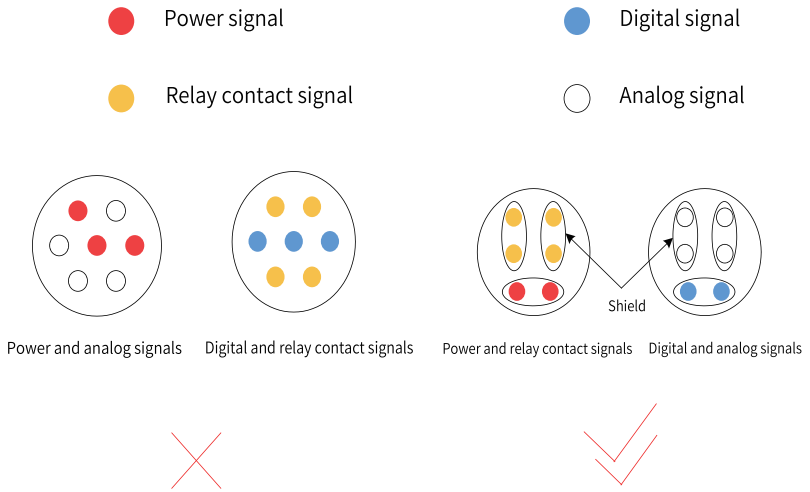 Power signal
Digital signal
Relay contact signal
Analog signal
Shield
Power and analog signals
Digital and relay contact signals
Power and relay contact signals
Digital and analog signals